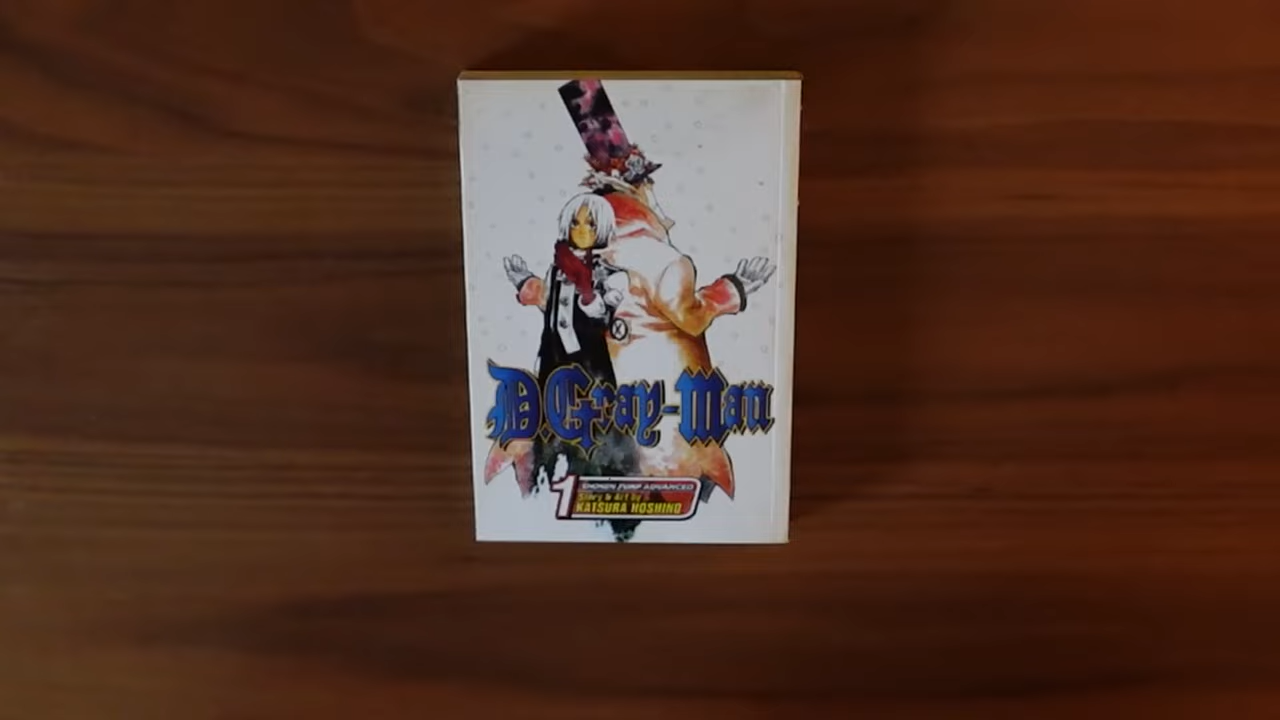 D.Gray-Man
1
SHONEN JUMP ADVANCED
Story & Art by
KATSURA HOSHINO